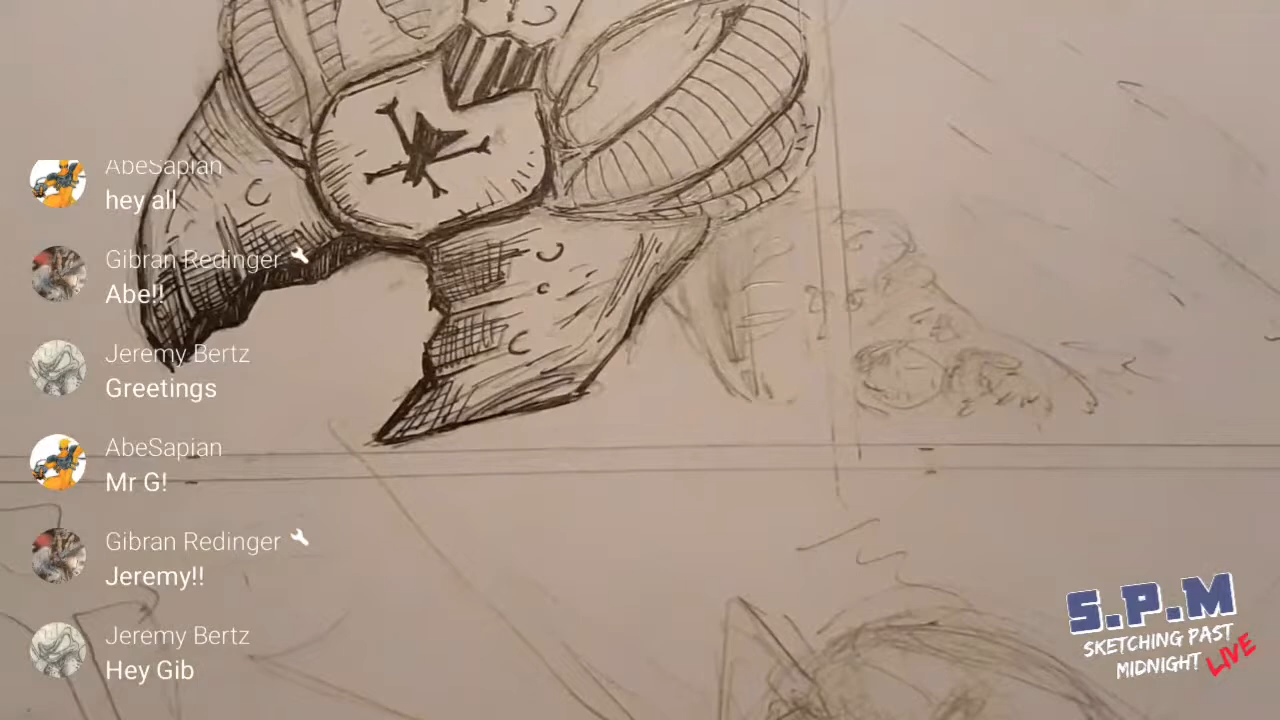 AbeSapian
hey all
Gibran Redinger
Abe!!
Jeremy Bertz
Greetings
AbeSapian
Mr G!
Gibran Redinger
Jeremy!!
Jeremy Bertz
Hey Gib
S.P.M
SKETCHING PAST
MIDNIGHT LIVE